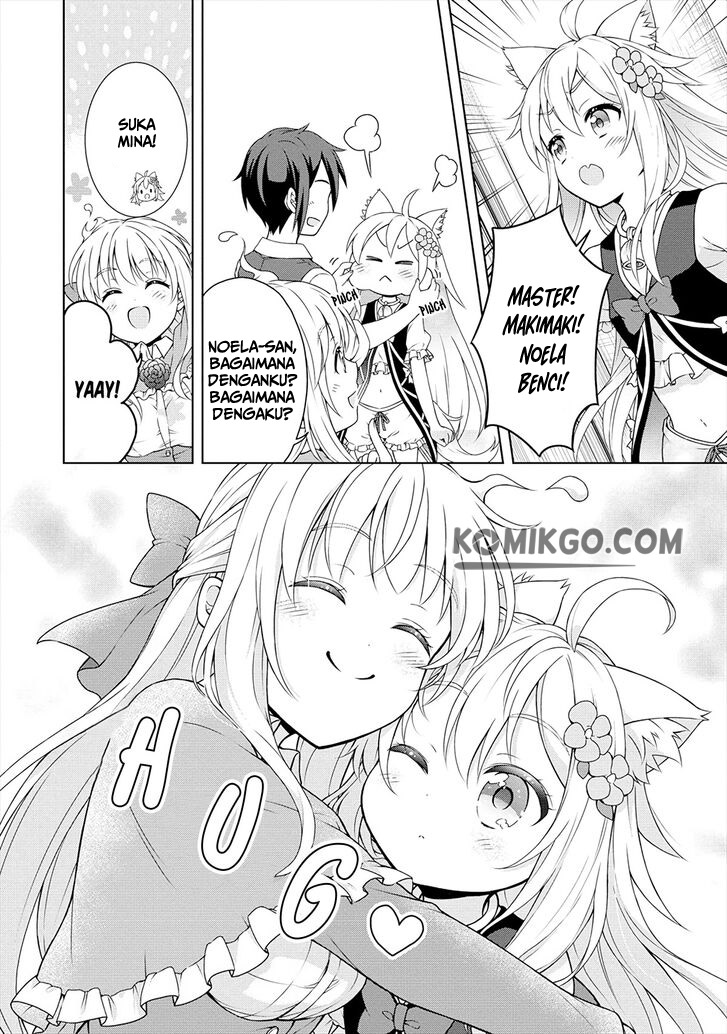 MASTER!
MAKIMAKI!
NOELA
BENCI!
PINCH
PINCH
NOELA-SAN,
BAGAIMANA
DENGANKU?
BAGAIMANA
DENGAKU?
SUKA
MINA!
YAAY!
KOMIKGO.COM
HUG